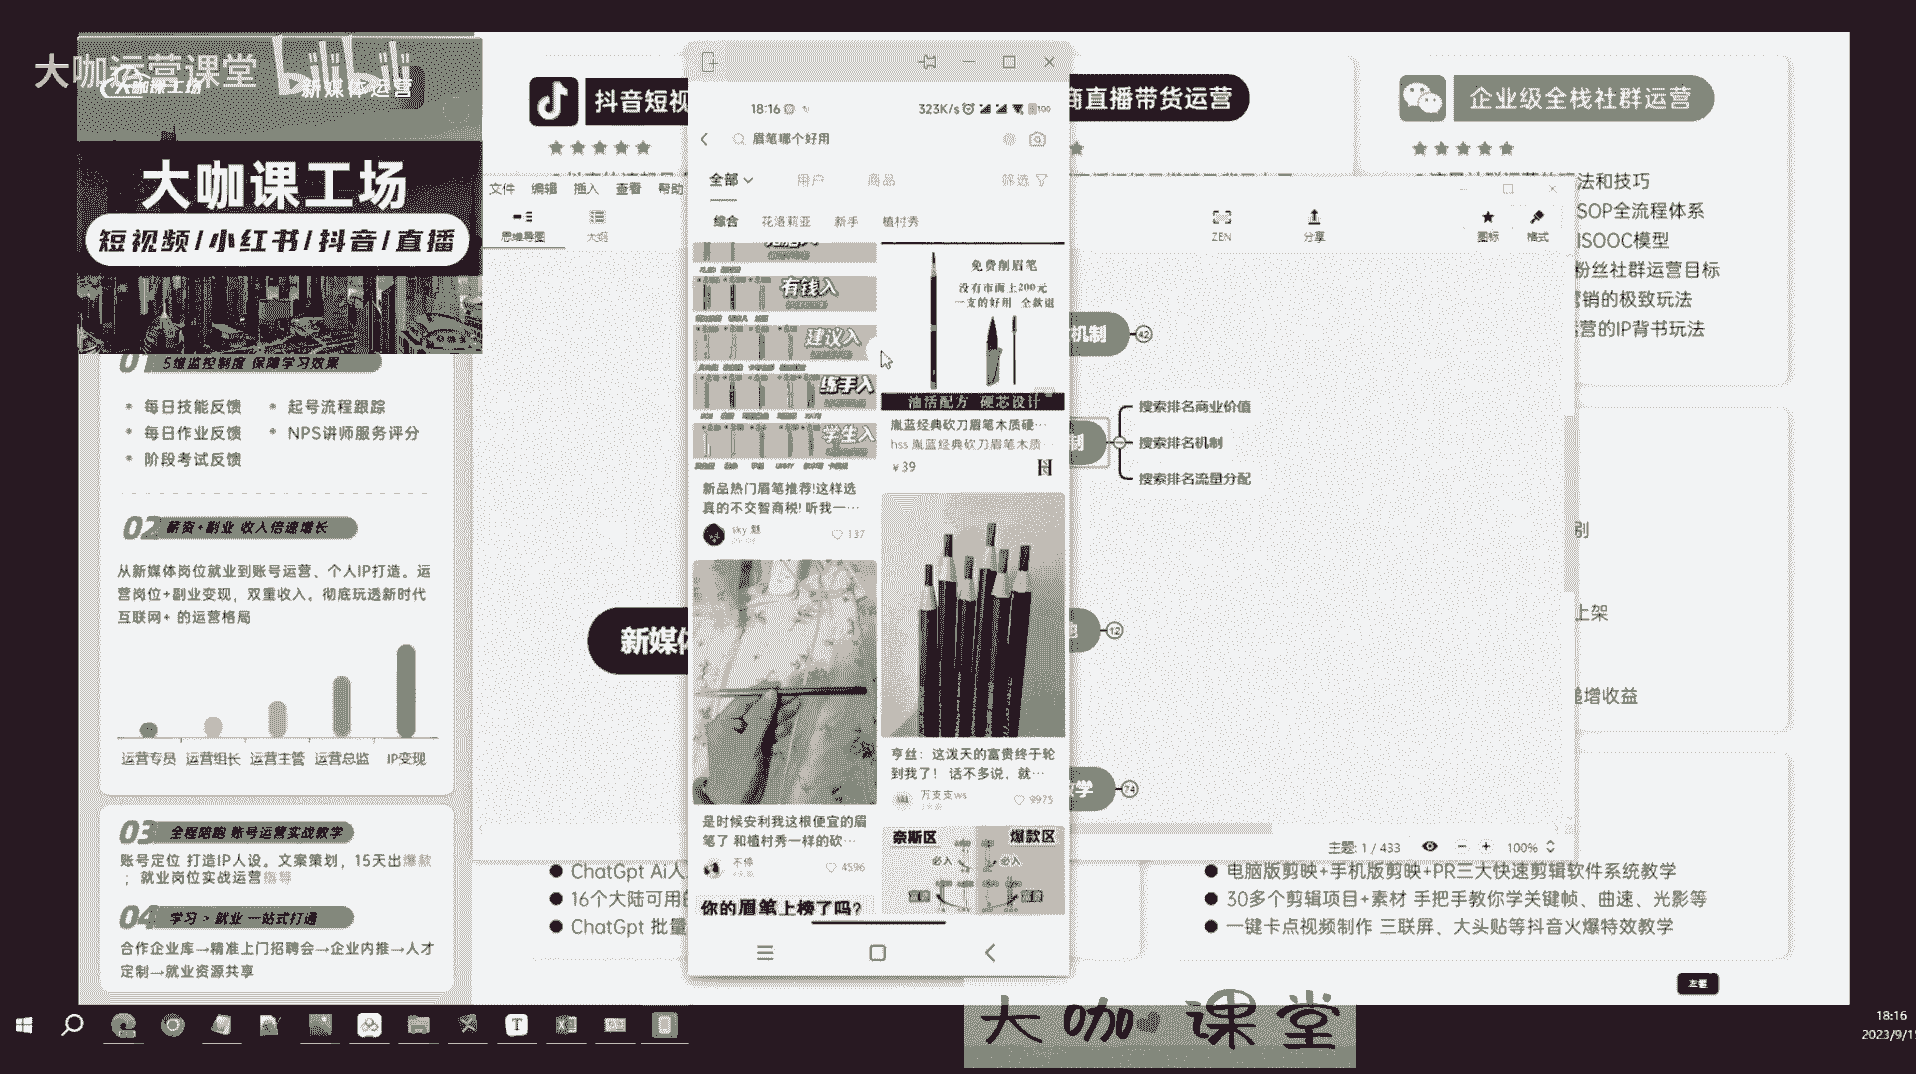 大咖运营课堂 bilibili
大咖课工场
新媒体运营
大咖课工场
短视频/小红书/抖音/直播
01 5维监控制度 保障学习效果
每日技能反馈
起号流程跟踪
每日作业反馈
NPS讲师服务评分
阶段考试反馈
02 薪资+副业 收入倍速增长
从新媒体岗位就业到账号运营、个人IP打造。运
营岗位+副业变现，双重收入。彻底玩透新时代
互联网+ 的运营格局
运营专员 运营组长 运营主管 运营总监 IP变现
03 全程陪跑 账号运营实战教学
账号定位 打造IP人设。文案策划，15天出爆款
；就业岗位实战运营指导
04 学习 > 就业 一站式打通
合作企业库→精准上门招聘会→企业内推→人才
定制→就业资源共享
抖音短视
商直播带货运营
企业级全栈社群运营
法和技巧
SOP全流程体系
ISOOC模型
粉丝社群运营目标
营销的极致玩法
运营的IP背书玩法
别
上架
递增收益
文件 编辑 插入 查看 帮助
思维导图
大纲
ZEN
分享
图标
格式
新媒体
机制 42
制
搜索排名商业价值
搜索排名机制
搜索排名流量分配
12
学 74
主题: 1 / 433
100%
18:16
323K/s
100
眉笔哪个好用
全部 用户 商品 筛选
综合 花洛莉亚 新手 植村秀
有钱入
建议入
练手入
学生入
新品热门眉笔推荐!这样选
真的不交智商税! 听我一…
sky 魅
137
免费削眉笔
没有市面上200元
一支的好用 全额退
油活配方 硬芯设计
胤蓝经典砍刀眉笔木质硬…
hss 胤蓝经典砍刀眉笔木质…
¥39
是时候安利我这根便宜的眉
笔了 和植村秀一样的砍…
4596
你的眉笔上榜了吗?
亨丝：这泼天的富贵终于轮
到我了！ 话不多说，就…
万支支ws
9975
奈斯区
爆款区
必入
必入
ChatGpt Ai人
16个大陆可用的
ChatGpt 批量
电脑版剪映+手机版剪映+PR三大快速剪辑软件系统教学
30多个剪辑项目+素材 手把手教你学关键帧、曲速、光影等
一键卡点视频制作 三联屏、大头贴等抖音火爆特效教学
大咖课堂
18:16
2023/9/1